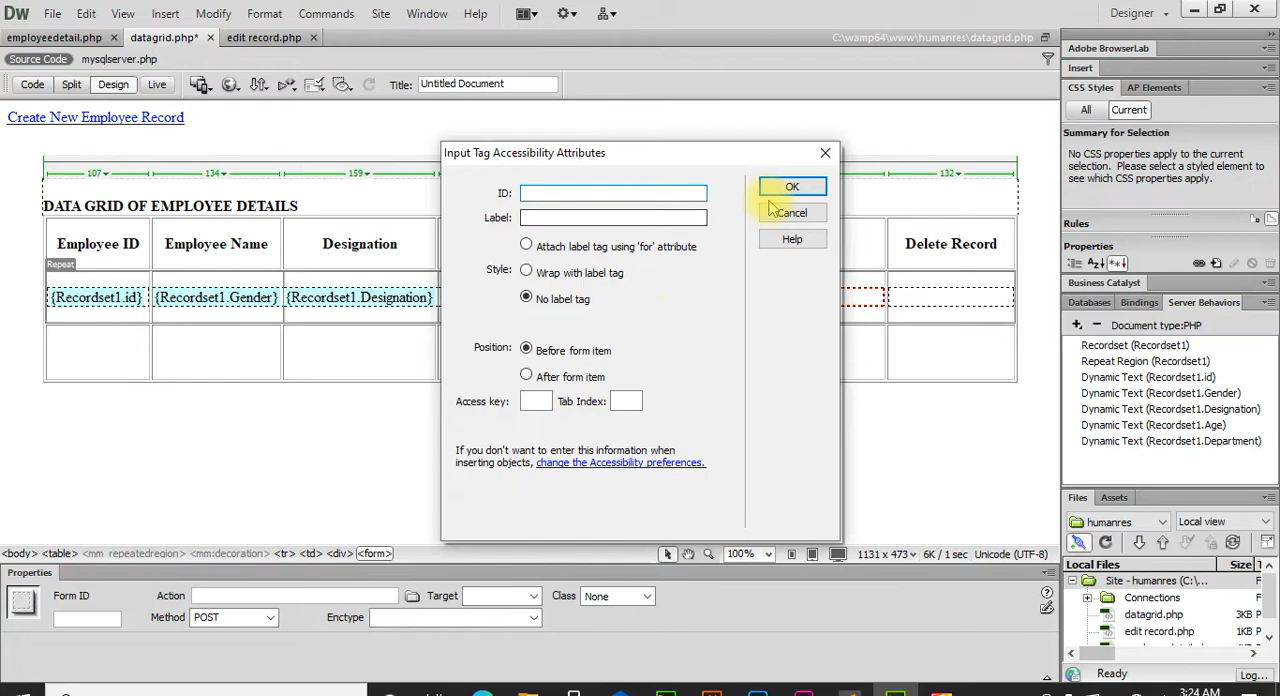 Dw File Edit View Insert Modify Format Commands Site Window Help Designer
employeedetail.php × datagrid.php* × edit record.php × C:\wamp64\www\humanres\datagrid.php
Source Code mysqlserver.php
Code Split Design Live Title: Untitled Document
Create New Employee Record
107 134 159 132
DATA GRID OF EMPLOYEE DETAILS
Employee ID Employee Name Designation Delete Record
Repeat
{Recordset1.id} {Recordset1.Gender} {Recordset1.Designation}
Input Tag Accessibility Attributes
ID:
OK
Label:
Cancel
Attach label tag using 'for' attribute
Help
Style: Wrap with label tag
No label tag
Position: Before form item
After form item
Access key: Tab Index:
If you don't want to enter this information when
inserting objects, change the Accessibility preferences.
<body> <table> <mm repeatedregion> <mm:decoration> <tr> <td> <div> <form> 100% 1131 x 473 6K / 1 sec Unicode (UTF-8)
Properties
Form ID Action Target Class None
Method POST Enctype
Adobe BrowserLab
Insert
CSS Styles AP Elements
All Current
Summary for Selection
No CSS properties apply to the current
selection. Please select a styled element to
see which CSS properties apply.
Rules
Properties
Business Catalyst
Databases Bindings Server Behaviors
Document type:PHP
Recordset (Recordset1)
Repeat Region (Recordset1)
Dynamic Text (Recordset1.id)
Dynamic Text (Recordset1.Gender)
Dynamic Text (Recordset1.Designation)
Dynamic Text (Recordset1.Age)
Dynamic Text (Recordset1.Department)
Files Assets
humanres Local view
Local Files Size
Site - humanres (C:\...
Connections
datagrid.php 3KB
edit record.php 1KB
Ready Log...
3:24 AM